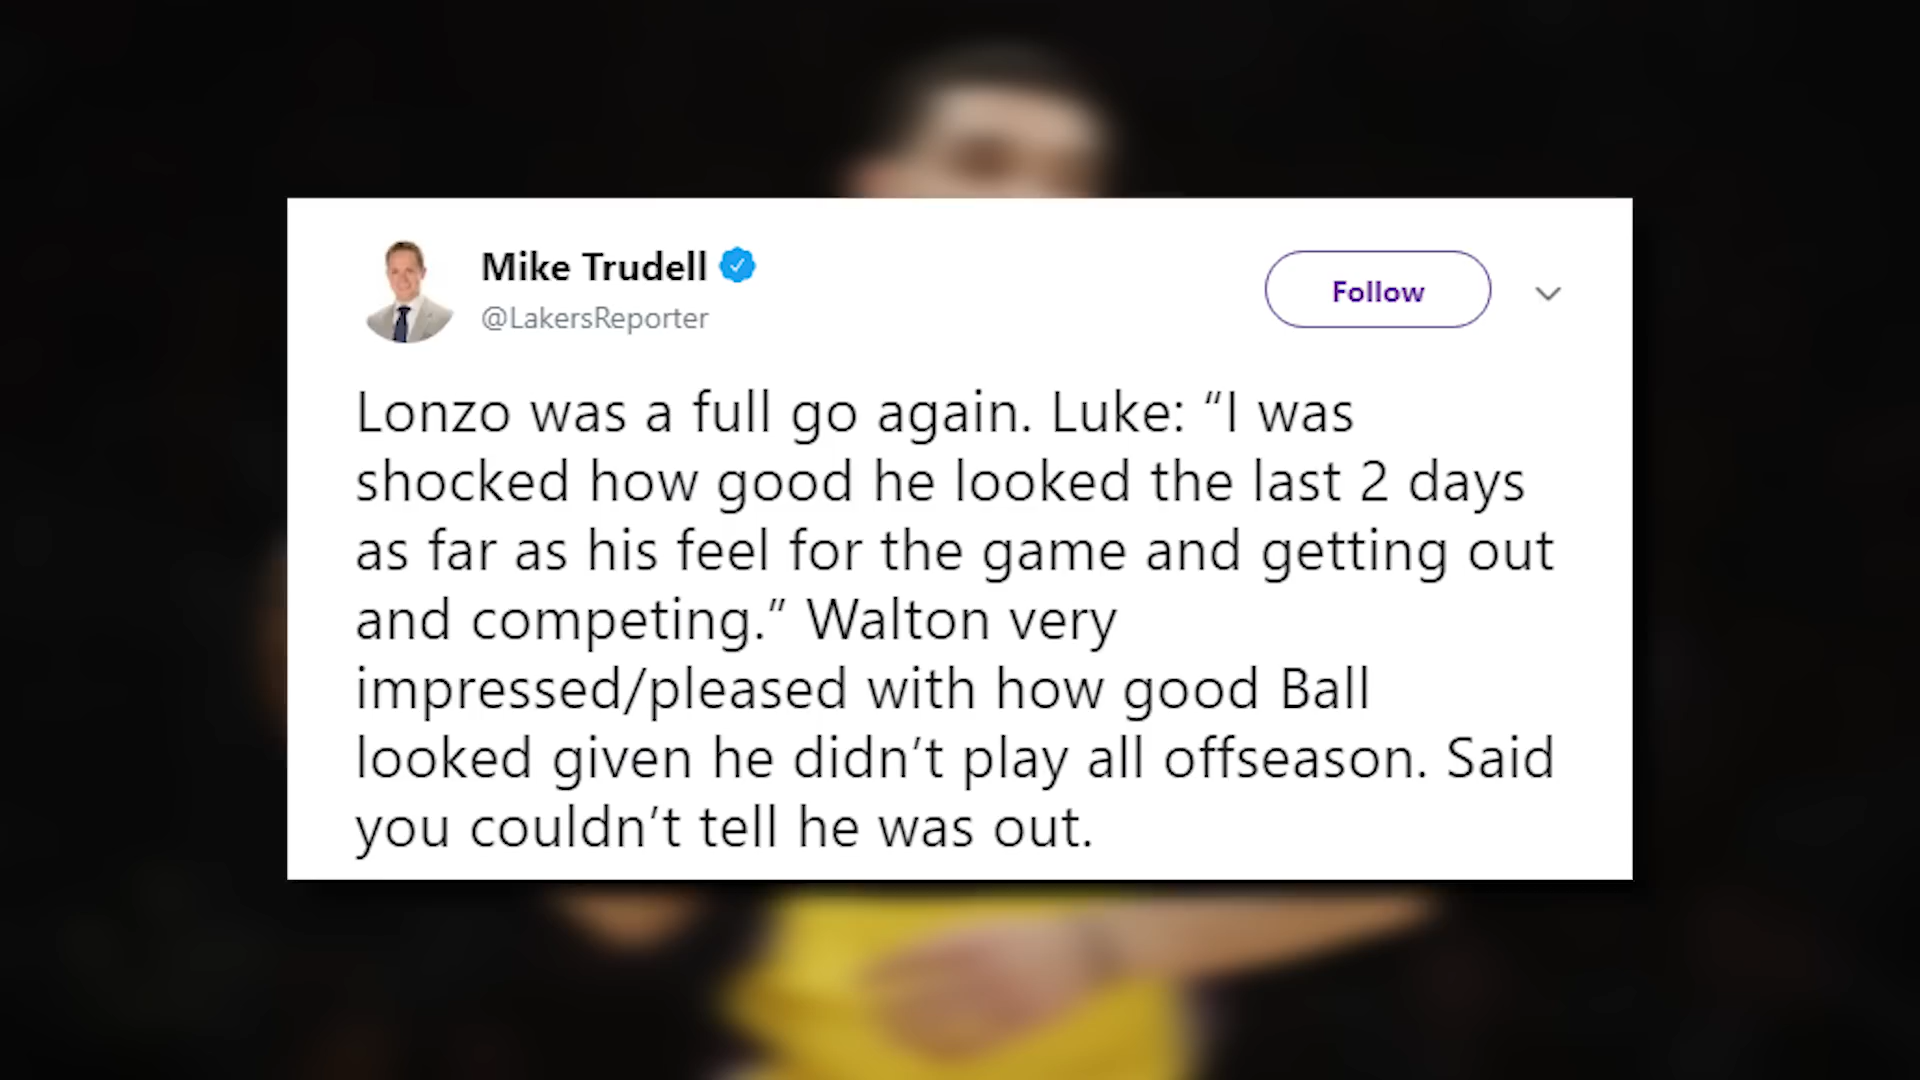 Mike Trudell
@LakersReporter
Follow
Lonzo was a full go again. Luke: “I was
shocked how good he looked the last 2 days
as far as his feel for the game and getting out
and competing.” Walton very
impressed/pleased with how good Ball
looked given he didn’t play all offseason. Said
you couldn’t tell he was out.